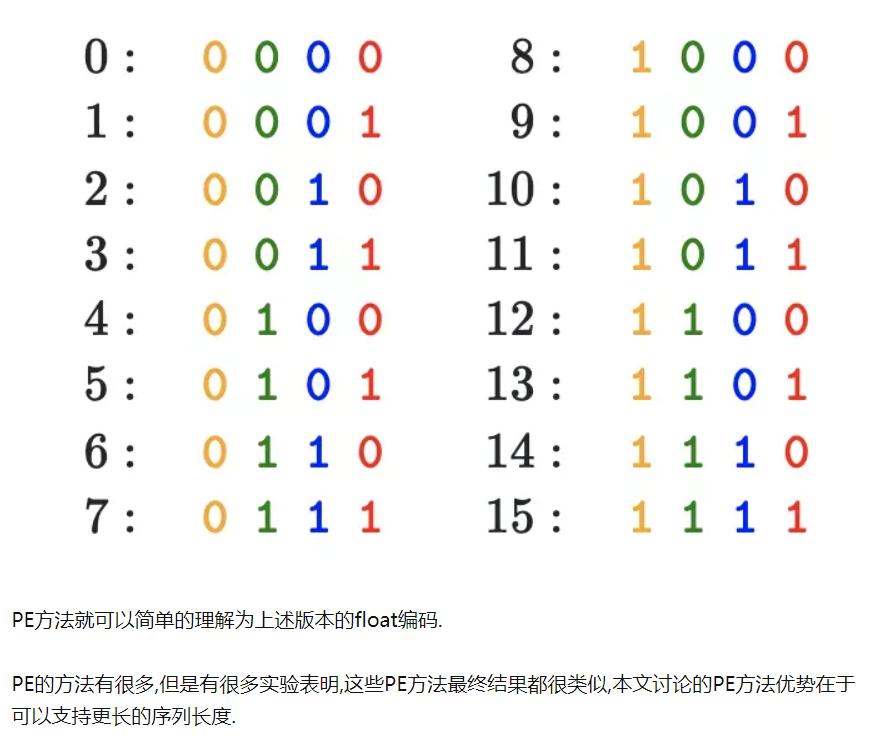 0 : 0 0 0 0 8 : 1 0 0 0
1 : 0 0 0 1 9 : 1 0 0 1
2 : 0 0 1 0 10 : 1 0 1 0
3 : 0 0 1 1 11 : 1 0 1 1
4 : 0 1 0 0 12 : 1 1 0 0
5 : 0 1 0 1 13 : 1 1 0 1
6 : 0 1 1 0 14 : 1 1 1 0
7 : 0 1 1 1 15 : 1 1 1 1
PE方法就可以简单的理解为上述版本的float编码.
PE的方法有很多,但是有很多实验表明,这些PE方法最终结果都很类似,本文讨论的PE方法优势在于
可以支持更长的序列长度.